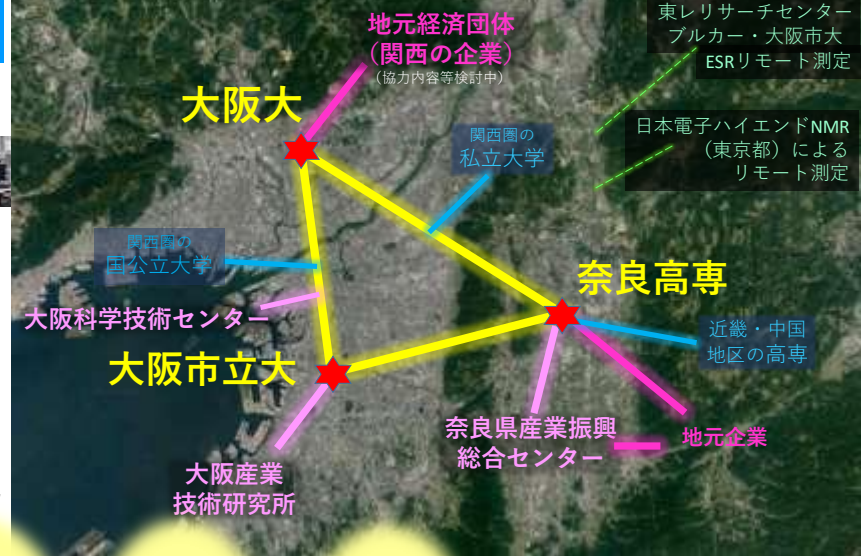 地元経済団体
（関西の企業）
（協力内容等検討中）
東レリサーチセンター
ブルカー・大阪市大
ESRリモート測定
大阪大
関西圏の
私立大学
日本電子ハイエンドNMR
（東京都）による
リモート測定
関西圏の
国公立大学
奈良高専
大阪科学技術センター
近畿・中国
地区の高専
大阪市立大
奈良県産業振興
総合センター
地元企業
大阪産業
技術研究所